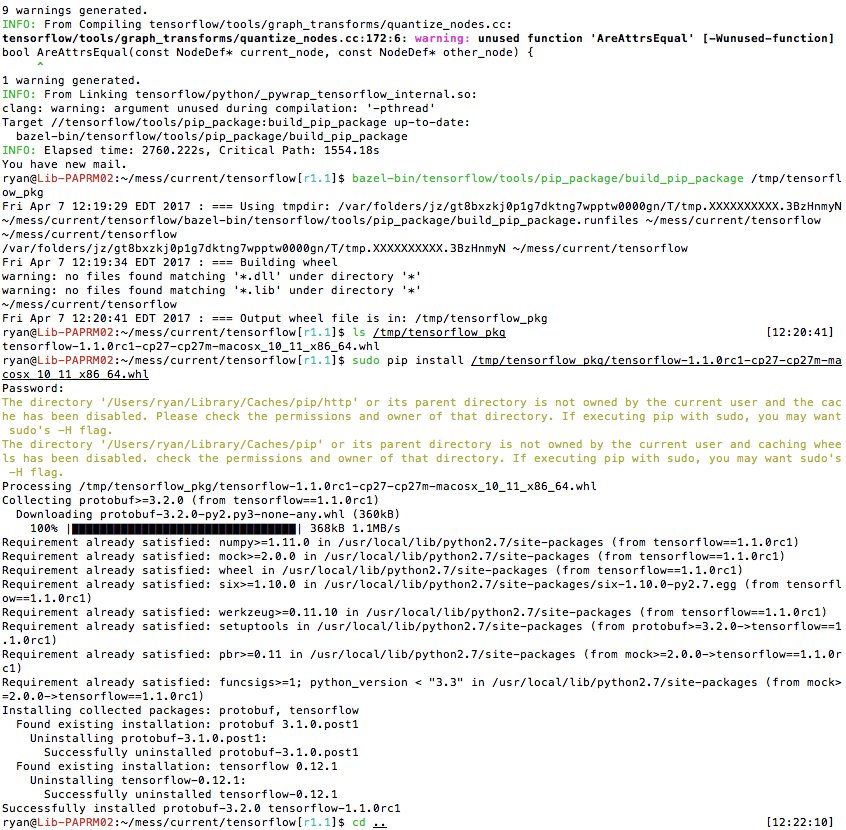 9 warnings generated.
INFO: From Compiling tensorflow/tools/graph_transforms/quantize_nodes.cc:
tensorflow/tools/graph_transforms/quantize_nodes.cc:172:6: warning: unused function 'AreAttrsEqual' [-Wunused-function]
bool AreAttrsEqual(const NodeDef* current_node, const NodeDef* other_node) {
     ^
1 warning generated.
INFO: From Linking tensorflow/python/_pywrap_tensorflow_internal.so:
clang: warning: argument unused during compilation: '-pthread'
Target //tensorflow/tools/pip_package:build_pip_package up-to-date:
  bazel-bin/tensorflow/tools/pip_package/build_pip_package
INFO: Elapsed time: 2760.222s, Critical Path: 1554.18s
You have new mail.
ryan@Lib-PAPRM02:~/mess/current/tensorflow[r1.1]$ bazel-bin/tensorflow/tools/pip_package/build_pip_package /tmp/tensorfl
ow_pkg
Fri Apr 7 12:19:29 EDT 2017 : === Using tmpdir: /var/folders/jz/gt8bxzkj0p1g7dktng7wpptw0000gn/T/tmp.XXXXXXXXXX.3BzHnmyN
~/mess/current/tensorflow/bazel-bin/tensorflow/tools/pip_package/build_pip_package.runfiles ~/mess/current/tensorflow
~/mess/current/tensorflow
/var/folders/jz/gt8bxzkj0p1g7dktng7wpptw0000gn/T/tmp.XXXXXXXXXX.3BzHnmyN ~/mess/current/tensorflow
Fri Apr 7 12:19:34 EDT 2017 : === Building wheel
warning: no files found matching '*.dll' under directory '*'
warning: no files found matching '*.lib' under directory '*'
~/mess/current/tensorflow
Fri Apr 7 12:20:41 EDT 2017 : === Output wheel file is in: /tmp/tensorflow_pkg
ryan@Lib-PAPRM02:~/mess/current/tensorflow[r1.1]$ ls /tmp/tensorflow_pkg [12:20:41]
tensorflow-1.1.0rc1-cp27-cp27m-macosx_10_11_x86_64.whl
ryan@Lib-PAPRM02:~/mess/current/tensorflow[r1.1]$ sudo pip install /tmp/tensorflow_pkg/tensorflow-1.1.0rc1-cp27-cp27m-ma
cosx_10_11_x86_64.whl
Password:
The directory '/Users/ryan/Library/Caches/pip/http' or its parent directory is not owned by the current user and the cac
he has been disabled. Please check the permissions and owner of that directory. If executing pip with sudo, you may want
 sudo's -H flag.
The directory '/Users/ryan/Library/Caches/pip' or its parent directory is not owned by the current user and caching whee
ls has been disabled. check the permissions and owner of that directory. If executing pip with sudo, you may want sudo's
 -H flag.
Processing /tmp/tensorflow_pkg/tensorflow-1.1.0rc1-cp27-cp27m-macosx_10_11_x86_64.whl
Collecting protobuf>=3.2.0 (from tensorflow==1.1.0rc1)
  Downloading protobuf-3.2.0-py2.py3-none-any.whl (360kB)
    100% |████████████████████████████████| 368kB 1.1MB/s
Requirement already satisfied: numpy>=1.11.0 in /usr/local/lib/python2.7/site-packages (from tensorflow==1.1.0rc1)
Requirement already satisfied: mock>=2.0.0 in /usr/local/lib/python2.7/site-packages (from tensorflow==1.1.0rc1)
Requirement already satisfied: wheel in /usr/local/lib/python2.7/site-packages (from tensorflow==1.1.0rc1)
Requirement already satisfied: six>=1.10.0 in /usr/local/lib/python2.7/site-packages/six-1.10.0-py2.7.egg (from tensorfl
ow==1.1.0rc1)
Requirement already satisfied: werkzeug>=0.11.10 in /usr/local/lib/python2.7/site-packages (from tensorflow==1.1.0rc1)
Requirement already satisfied: setuptools in /usr/local/lib/python2.7/site-packages (from protobuf>=3.2.0->tensorflow==1
.1.0rc1)
Requirement already satisfied: pbr>=0.11 in /usr/local/lib/python2.7/site-packages (from mock>=2.0.0->tensorflow==1.1.0r
c1)
Requirement already satisfied: funcsigs>=1; python_version < "3.3" in /usr/local/lib/python2.7/site-packages (from mock>
=2.0.0->tensorflow==1.1.0rc1)
Installing collected packages: protobuf, tensorflow
  Found existing installation: protobuf 3.1.0.post1
    Uninstalling protobuf-3.1.0.post1:
      Successfully uninstalled protobuf-3.1.0.post1
  Found existing installation: tensorflow 0.12.1
    Uninstalling tensorflow-0.12.1:
      Successfully uninstalled tensorflow-0.12.1
Successfully installed protobuf-3.2.0 tensorflow-1.1.0rc1
ryan@Lib-PAPRM02:~/mess/current/tensorflow[r1.1]$ cd .. [12:22:10]